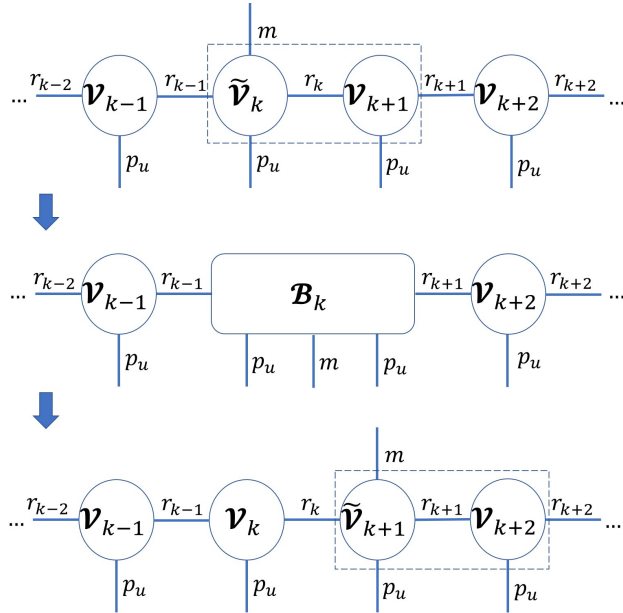 m
... r_{k-2} 𝓥_{k-1} r_{k-1} 𝓥̃_k r_k 𝓥_{k+1} r_{k+1} 𝓥_{k+2} r_{k+2} ...
p_u p_u p_u p_u
... r_{k-2} 𝓥_{k-1} r_{k-1} 𝓑_k r_{k+1} 𝓥_{k+2} r_{k+2} ...
p_u p_u m p_u p_u
m
... r_{k-2} 𝓥_{k-1} r_{k-1} 𝓥_k r_k 𝓥̃_{k+1} r_{k+1} 𝓥_{k+2} r_{k+2} ...
p_u p_u p_u p_u